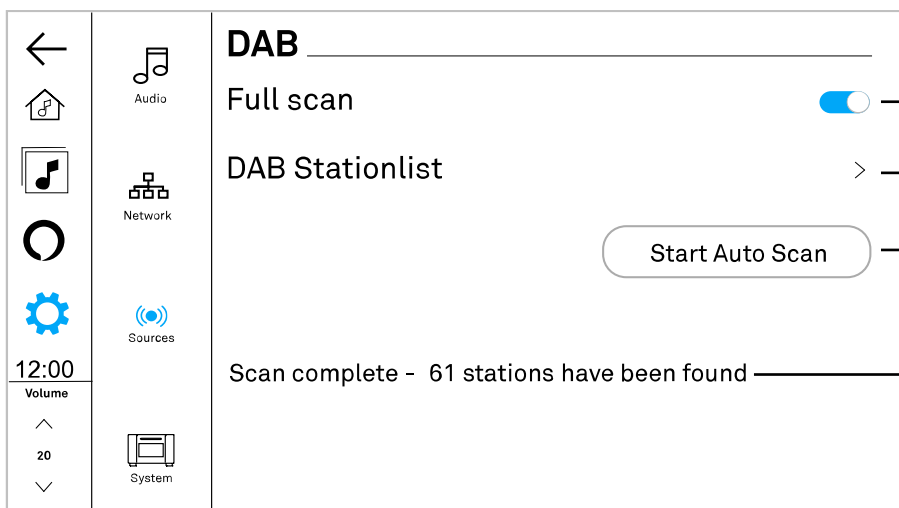 DAB
Full scan
DAB Stationlist
Start Auto Scan
Scan complete - 61 stations have been found
Audio
Network
Sources
System
12:00
Volume
20